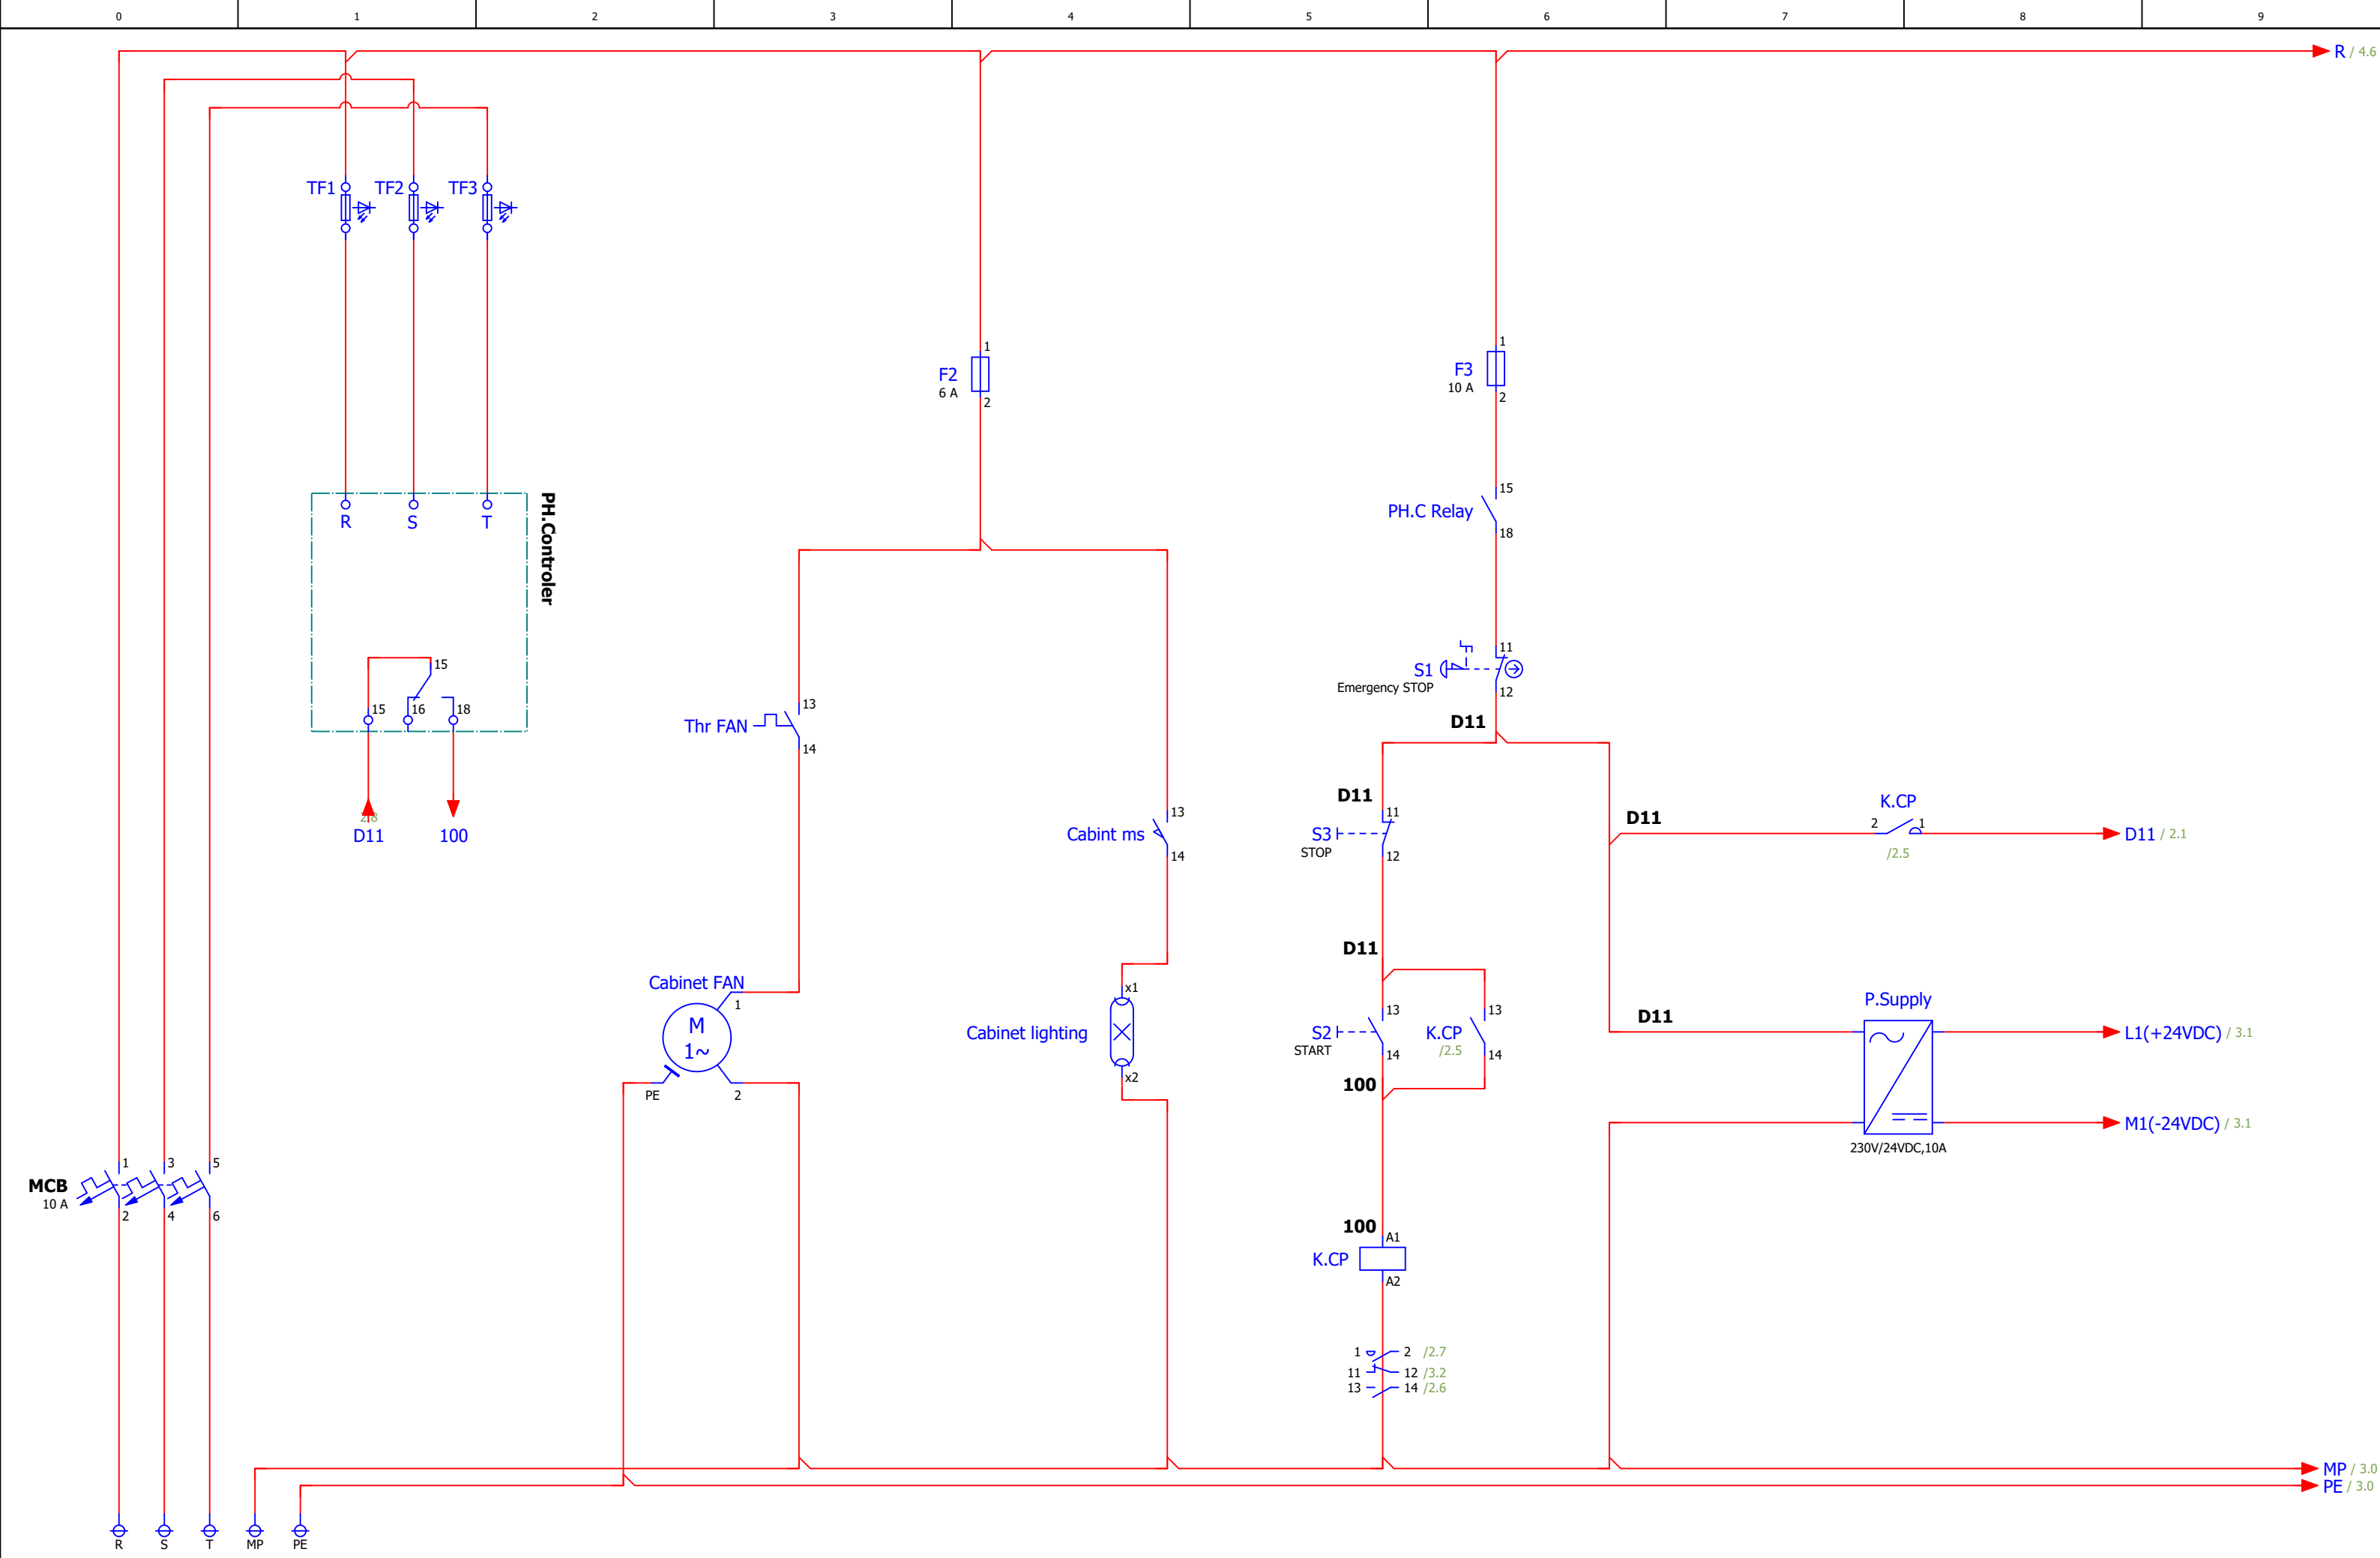 0 1 2 3 4 5 6 7 8 9
R / 4.6
TF1 TF2 TF3
1
F2
6 A
2
1
F3
10 A
2
R S T
PH.Controler
15
PH.C Relay
18
15
15 16 18
2.8
D11 100
11
S1
Emergency STOP
12
D11
13
Thr FAN
14
13
Cabint ms
14
D11
11
S3
STOP
12
D11
K.CP
2 1
/2.5
D11 / 2.1
D11
Cabinet FAN
1
M
1~
PE
2
x1
Cabinet lighting
x2
13
S2
START
14
13
K.CP
/2.5
14
100
D11
P.Supply
L1(+24VDC) / 3.1
M1(-24VDC) / 3.1
230V/24VDC,10A
1 3 5
MCB
10 A
2 4 6
100
A1
K.CP
A2
1 2 /2.7
11 12 /3.2
13 14 /2.6
MP / 3.0
PE / 3.0
R S T MP PE